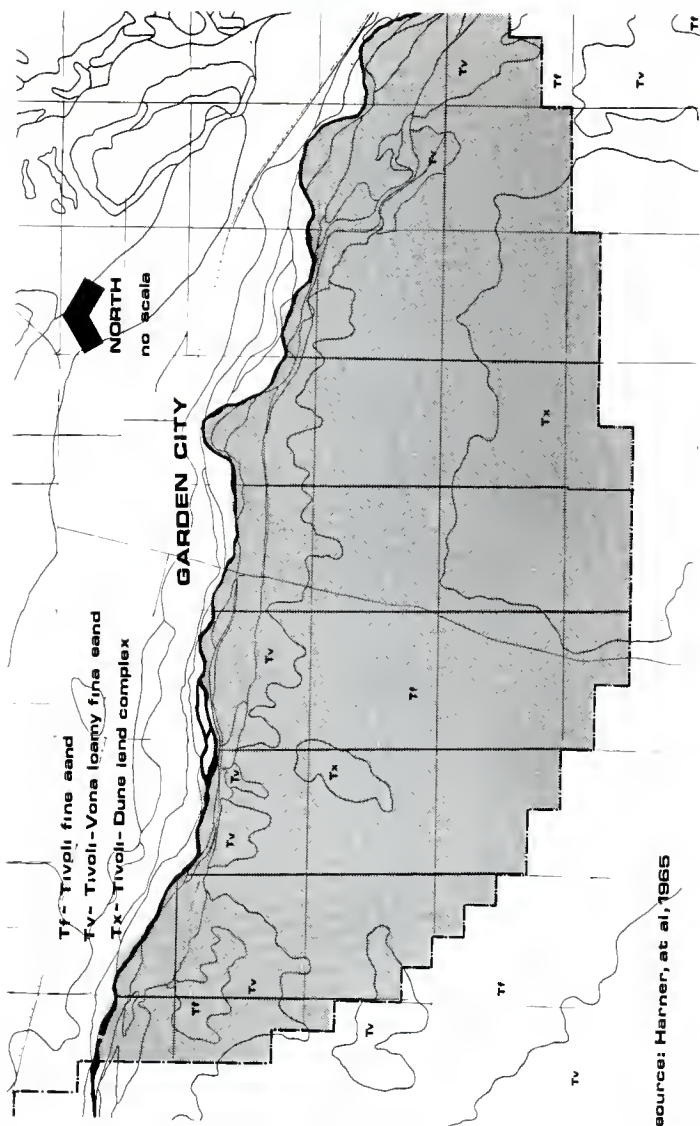 Tf- Tivoli fine sand
Tv- Tivoli-Vona loamy fine sand
Tx- Tivoli-Dune land complex
NORTH
no scale
GARDEN CITY
Tf
Tv
Tv
Tv
Tv
Tx
Tf
Tv
Tv
Tx
Tf
Tv
Tf
Tv
Tf
Tv
source: Harner, et al, 1965